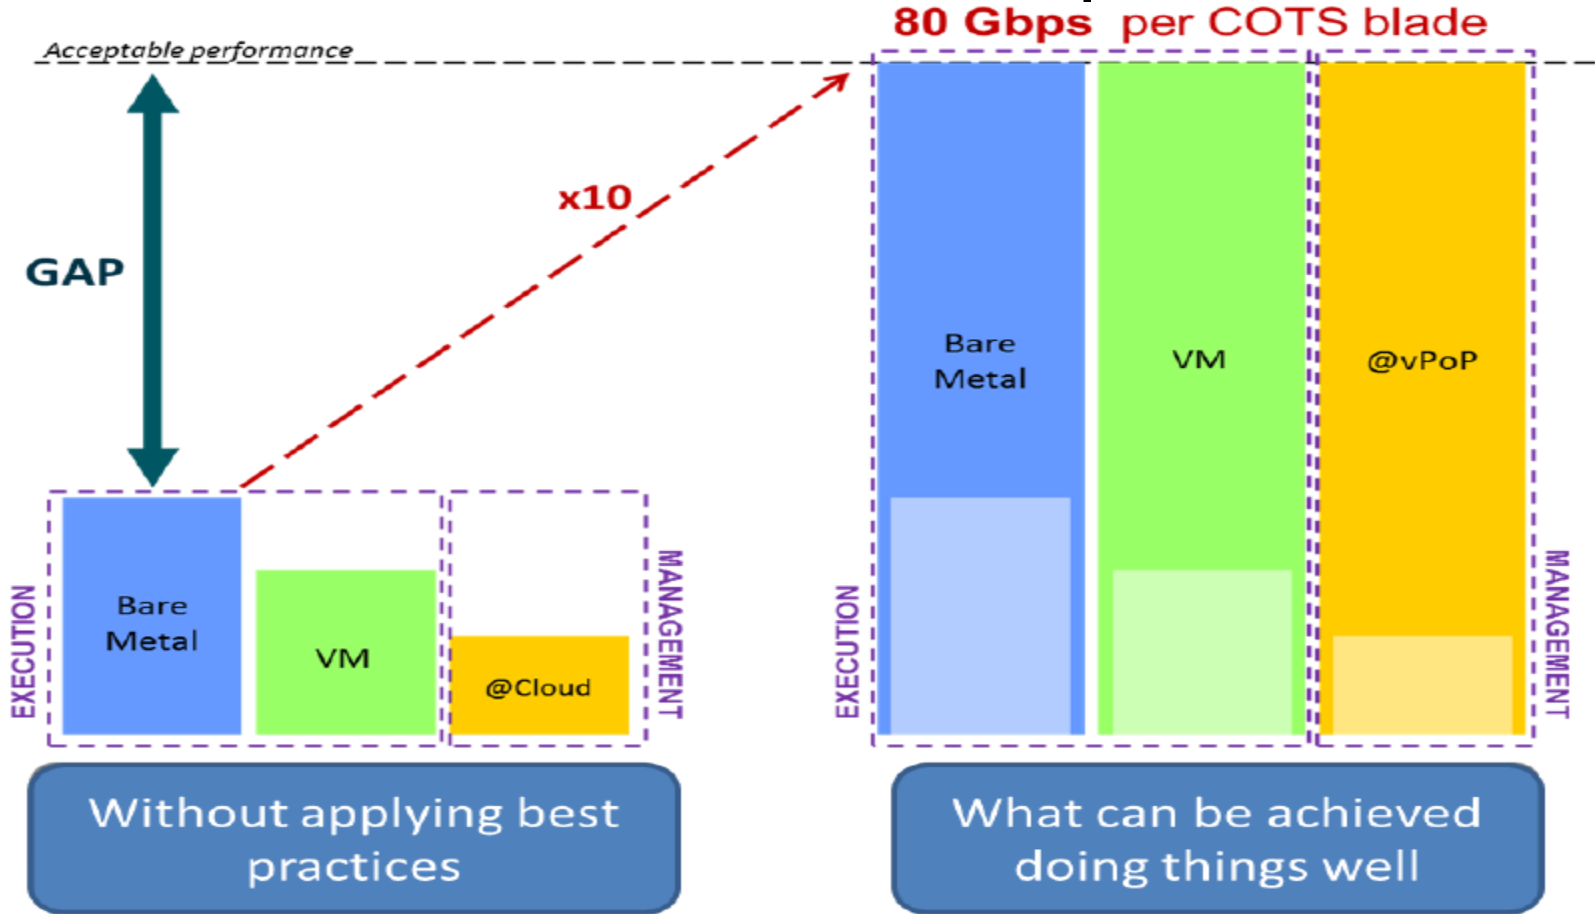 80 Gbps per COTS blade
Acceptable performance
x10
GAP
Bare
Metal
VM
@vPoP
EXECUTION
Bare
Metal
VM
@Cloud
MANAGEMENT
EXECUTION
MANAGEMENT
Without applying best
practices
What can be achieved
doing things well